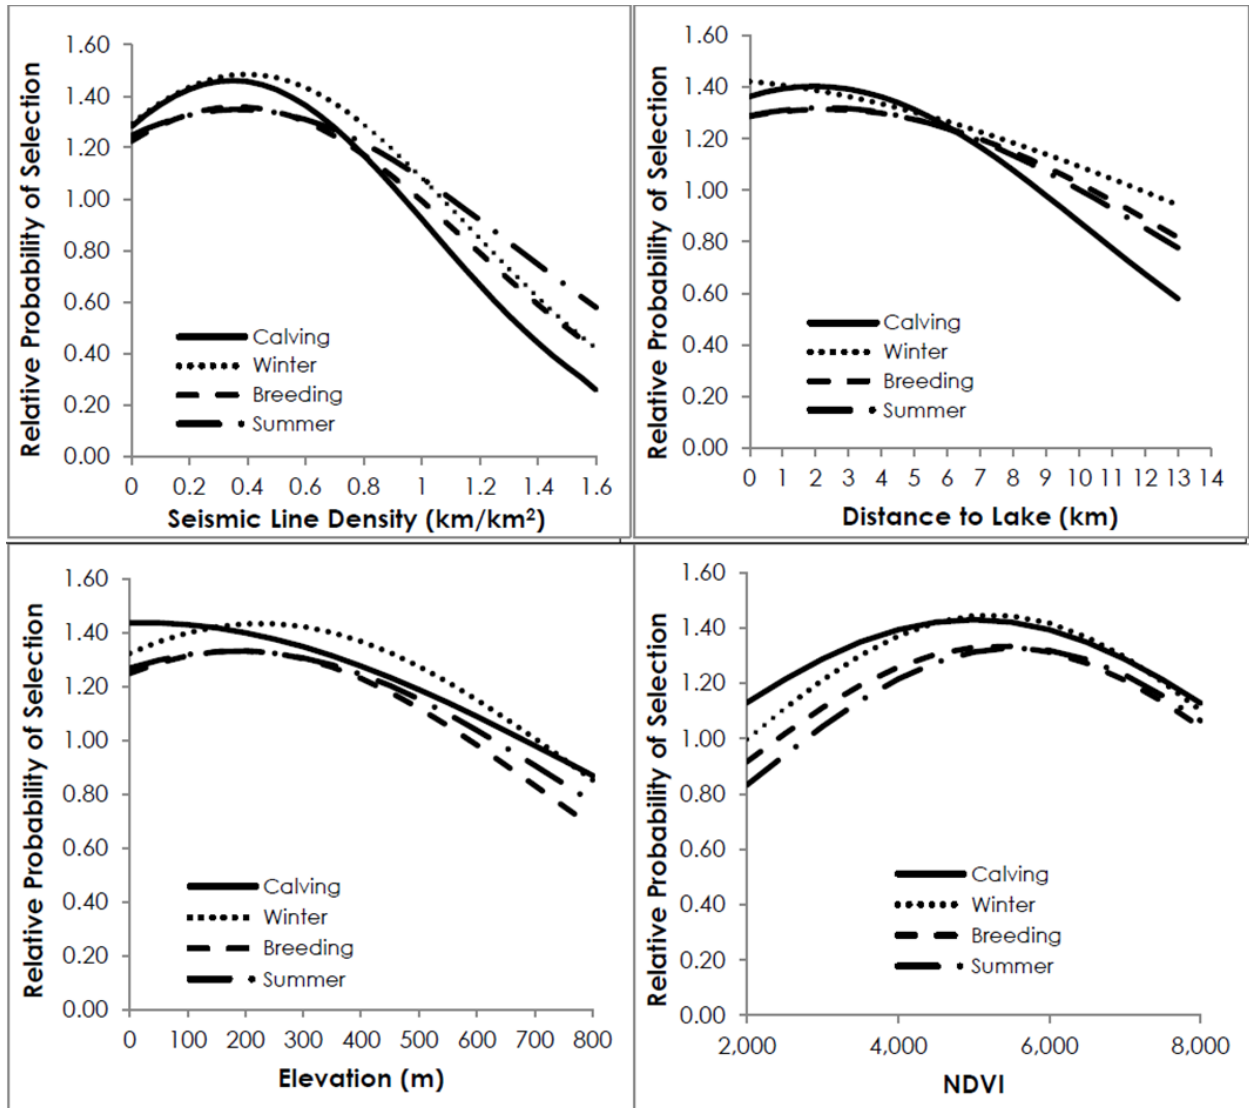 Relative Probability of Selection
1.60
1.40
1.20
1.00
0.80
0.60
0.40
0.20
0.00
Calving
Winter
Breeding
Summer
0 0.2 0.4 0.6 0.8 1 1.2 1.4 1.6
Seismic Line Density (km/km²)
Relative Probability of Selection
1.60
1.40
1.20
1.00
0.80
0.60
0.40
0.20
0.00
Calving
Winter
Breeding
Summer
0 1 2 3 4 5 6 7 8 9 10 11 12 13 14
Distance to Lake (km)
Relative Probability of Selection
1.60
1.40
1.20
1.00
0.80
0.60
0.40
0.20
0.00
Calving
Winter
Breeding
Summer
0 100 200 300 400 500 600 700 800
Elevation (m)
Relative Probability of Selection
1.60
1.40
1.20
1.00
0.80
0.60
0.40
0.20
0.00
Calving
Winter
Breeding
Summer
2,000 4,000 6,000 8,000
NDVI